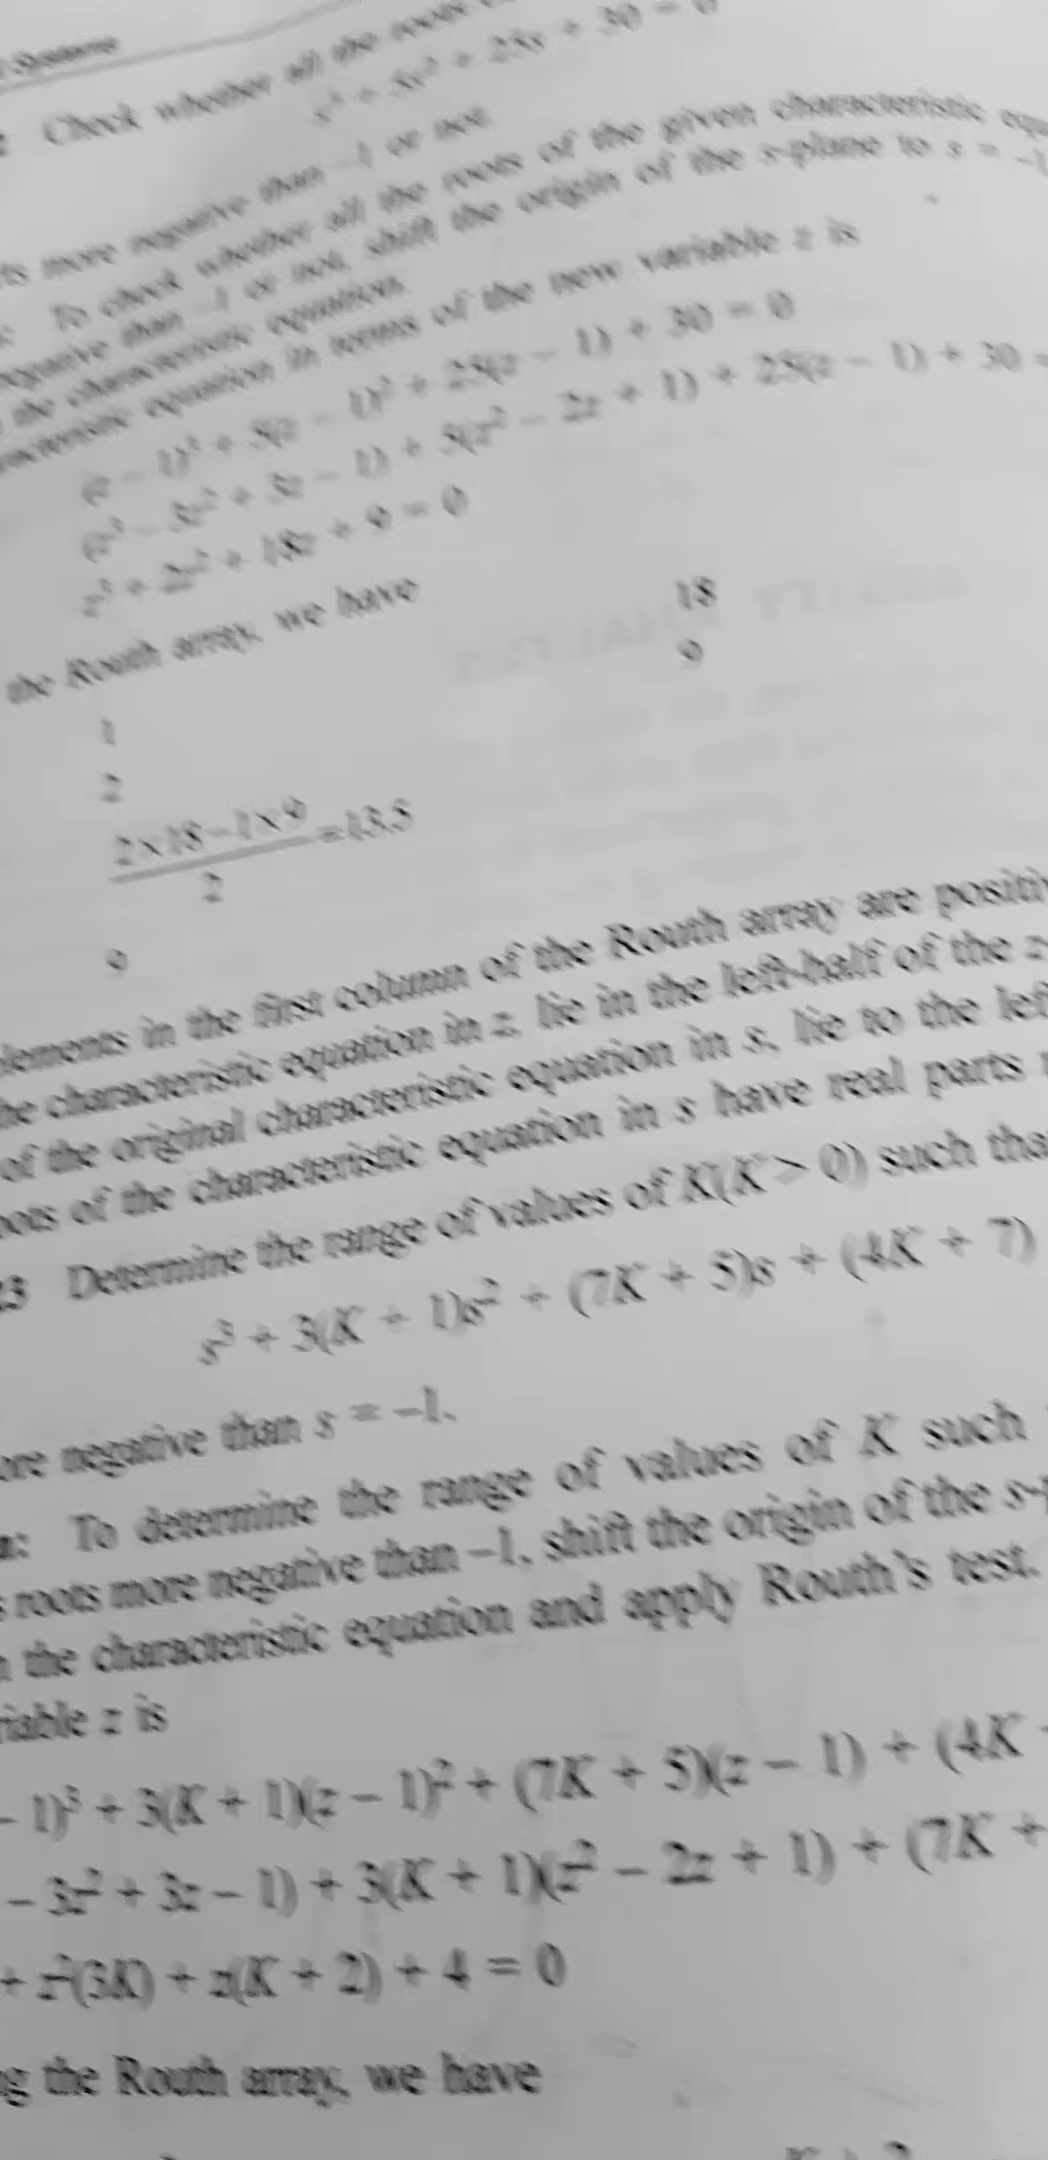 Systems
Check whether all the roots
s³ + 5s² + 25s + 30 = 0
more negative than –1 or not.
To check whether all the roots of the given characteristic
negative than –1 or not, shift the origin of the s-plane to s = –1
the characteristic equation.
equation in terms of the new variable z is
(z – 1)³ + 5(z – 1)² + 25(z – 1) + 30 = 0
(z³ – 3z² + 3z – 1) + 5(z² – 2z + 1) + 25(z – 1) + 30 =
z³ + 2z² + 18z + 9 = 0
the Routh array, we have
1 18
2 9
2×18–1×9 =13.5
2
9
in the first column of the Routh array are
characteristic equation in z, lie in the left-half of the z-
of the original characteristic equation in s, lie to the
of the characteristic equation in s have real parts
3 Determine the range of values of K(K > 0) such
s³ + 3(K + 1)s² + (7K + 5)s + (4K + 7)
negative than s = –1.
To determine the range of values of K such
roots more negative than –1, shift the origin of the
the characteristic equation and apply Routh's test.
z is
– 1)³ + 3(K + 1)(z – 1)² + (7K + 5)(z – 1) + (4K
– 3z² + 3z – 1) + 3(K + 1)(z² – 2z + 1) + (7K +
+ z²(3K) + z(K + 2) + 4 = 0
the Routh array, we have